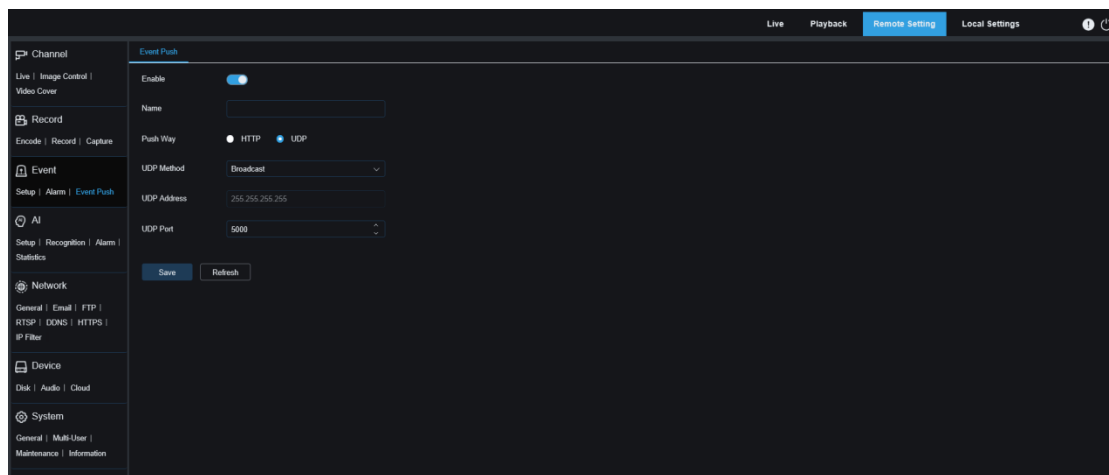 Live Playback Remote Setting Local Settings
Channel
Live | Image Control |
Video Cover
Record
Encode | Record | Capture
Event
Setup | Alarm | Event Push
AI
Setup | Recognition | Alarm |
Statistics
Network
General | Email | FTP |
RTSP | DDNS | HTTPS |
IP Filter
Device
Disk | Audio | Cloud
System
General | Multi-User |
Maintenance | Information
Event Push
Enable
Name
Push Way HTTP UDP
UDP Method Broadcast
UDP Address 255.255.255.255
UDP Port 5000
Save Refresh